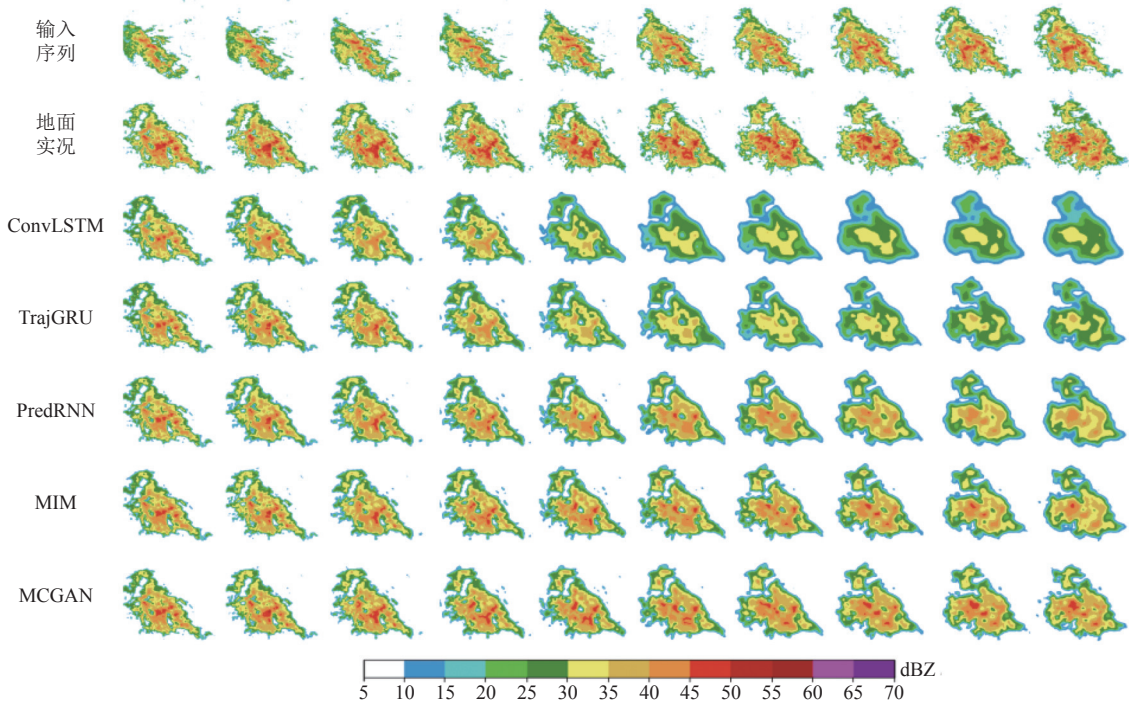 输入
序列
地面
实况
ConvLSTM
TrajGRU
PredRNN
MIM
MCGAN
dBZ
5 10 15 20 25 30 35 40 45 50 55 60 65 70